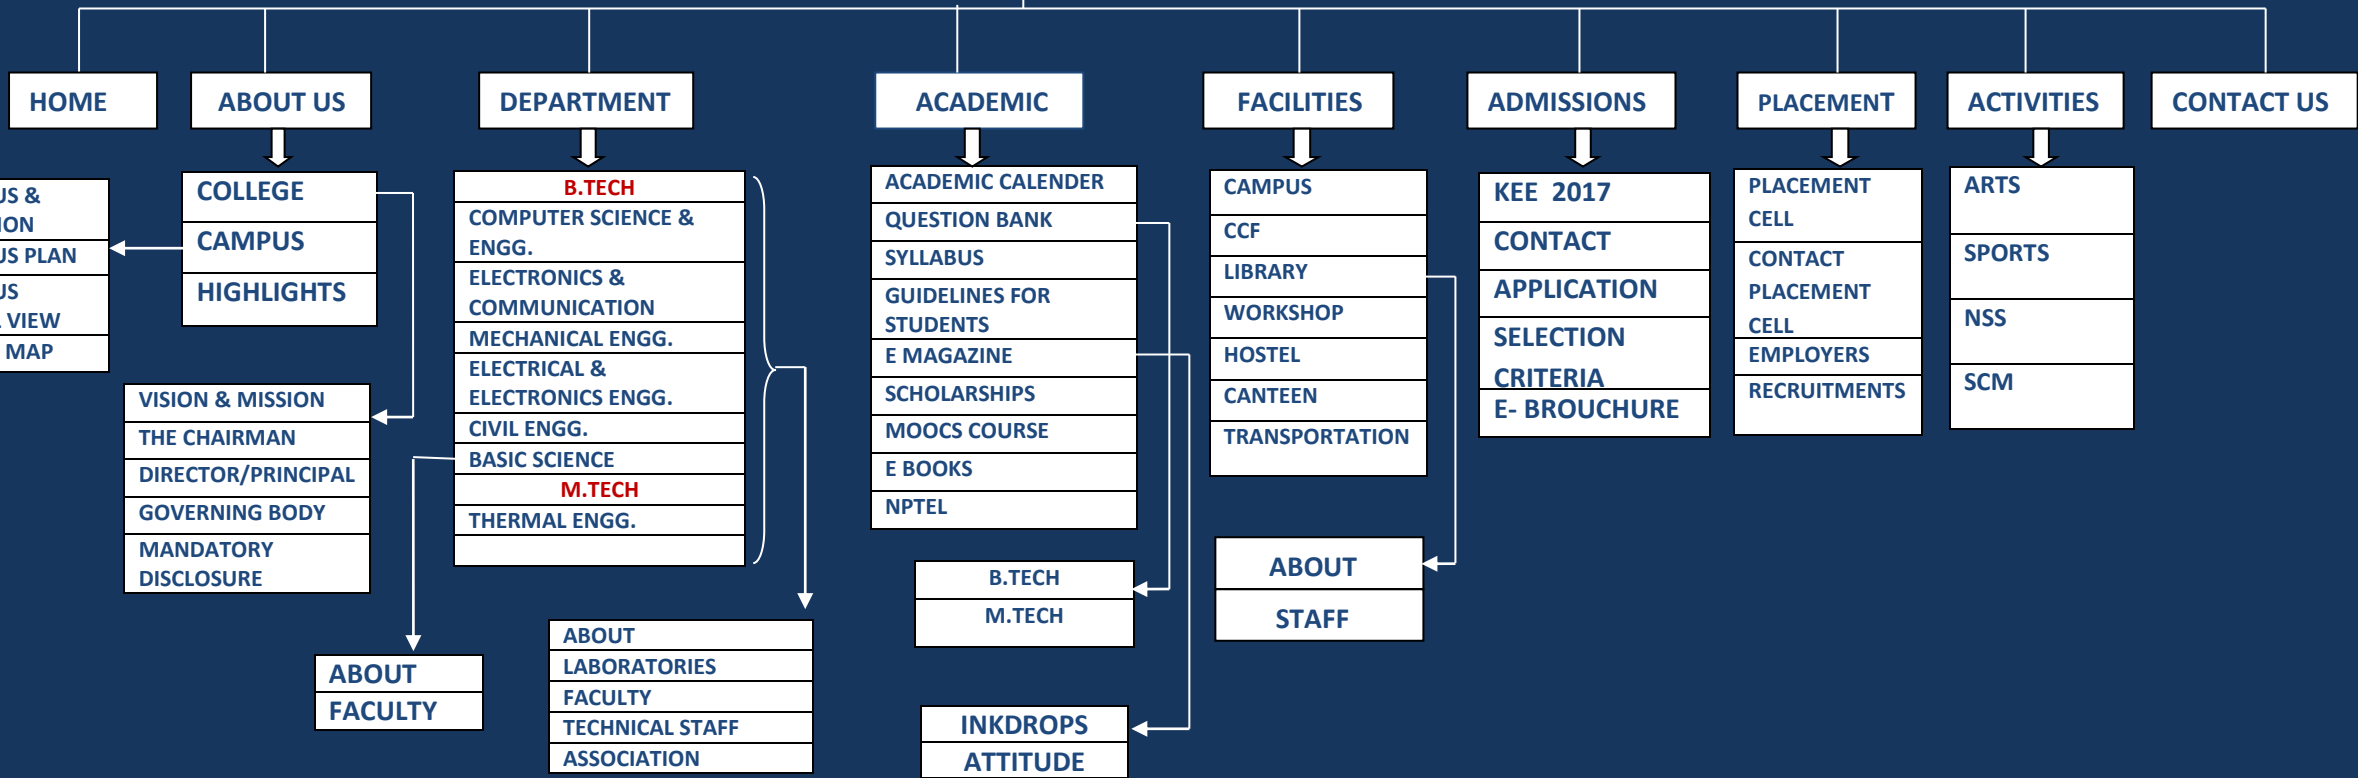 HOME
ABOUT US
DEPARTMENT
ACADEMIC
FACILITIES
ADMISSIONS
PLACEMENT
ACTIVITIES
CONTACT US
US &
US PLAN
US
VIEW
MAP
COLLEGE
CAMPUS
HIGHLIGHTS
VISION & MISSION
THE CHAIRMAN
DIRECTOR/PRINCIPAL
GOVERNING BODY
MANDATORY
DISCLOSURE
B.TECH
COMPUTER SCIENCE &
ENGG.
ELECTRONICS &
COMMUNICATION
MECHANICAL ENGG.
ELECTRICAL &
ELECTRONICS ENGG.
CIVIL ENGG.
BASIC SCIENCE
M.TECH
THERMAL ENGG.
ABOUT
FACULTY
ABOUT
LABORATORIES
FACULTY
TECHNICAL STAFF
ASSOCIATION
ACADEMIC CALENDER
QUESTION BANK
SYLLABUS
GUIDELINES FOR
STUDENTS
E MAGAZINE
SCHOLARSHIPS
MOOCS COURSE
E BOOKS
NPTEL
B.TECH
M.TECH
INKDROPS
ATTITUDE
CAMPUS
CCF
LIBRARY
WORKSHOP
HOSTEL
CANTEEN
TRANSPORTATION
ABOUT
STAFF
KEE 2017
CONTACT
APPLICATION
SELECTION
CRITERIA
E- BROUCHURE
PLACEMENT
CELL
CONTACT
PLACEMENT
CELL
EMPLOYERS
RECRUITMENTS
ARTS
SPORTS
NSS
SCM